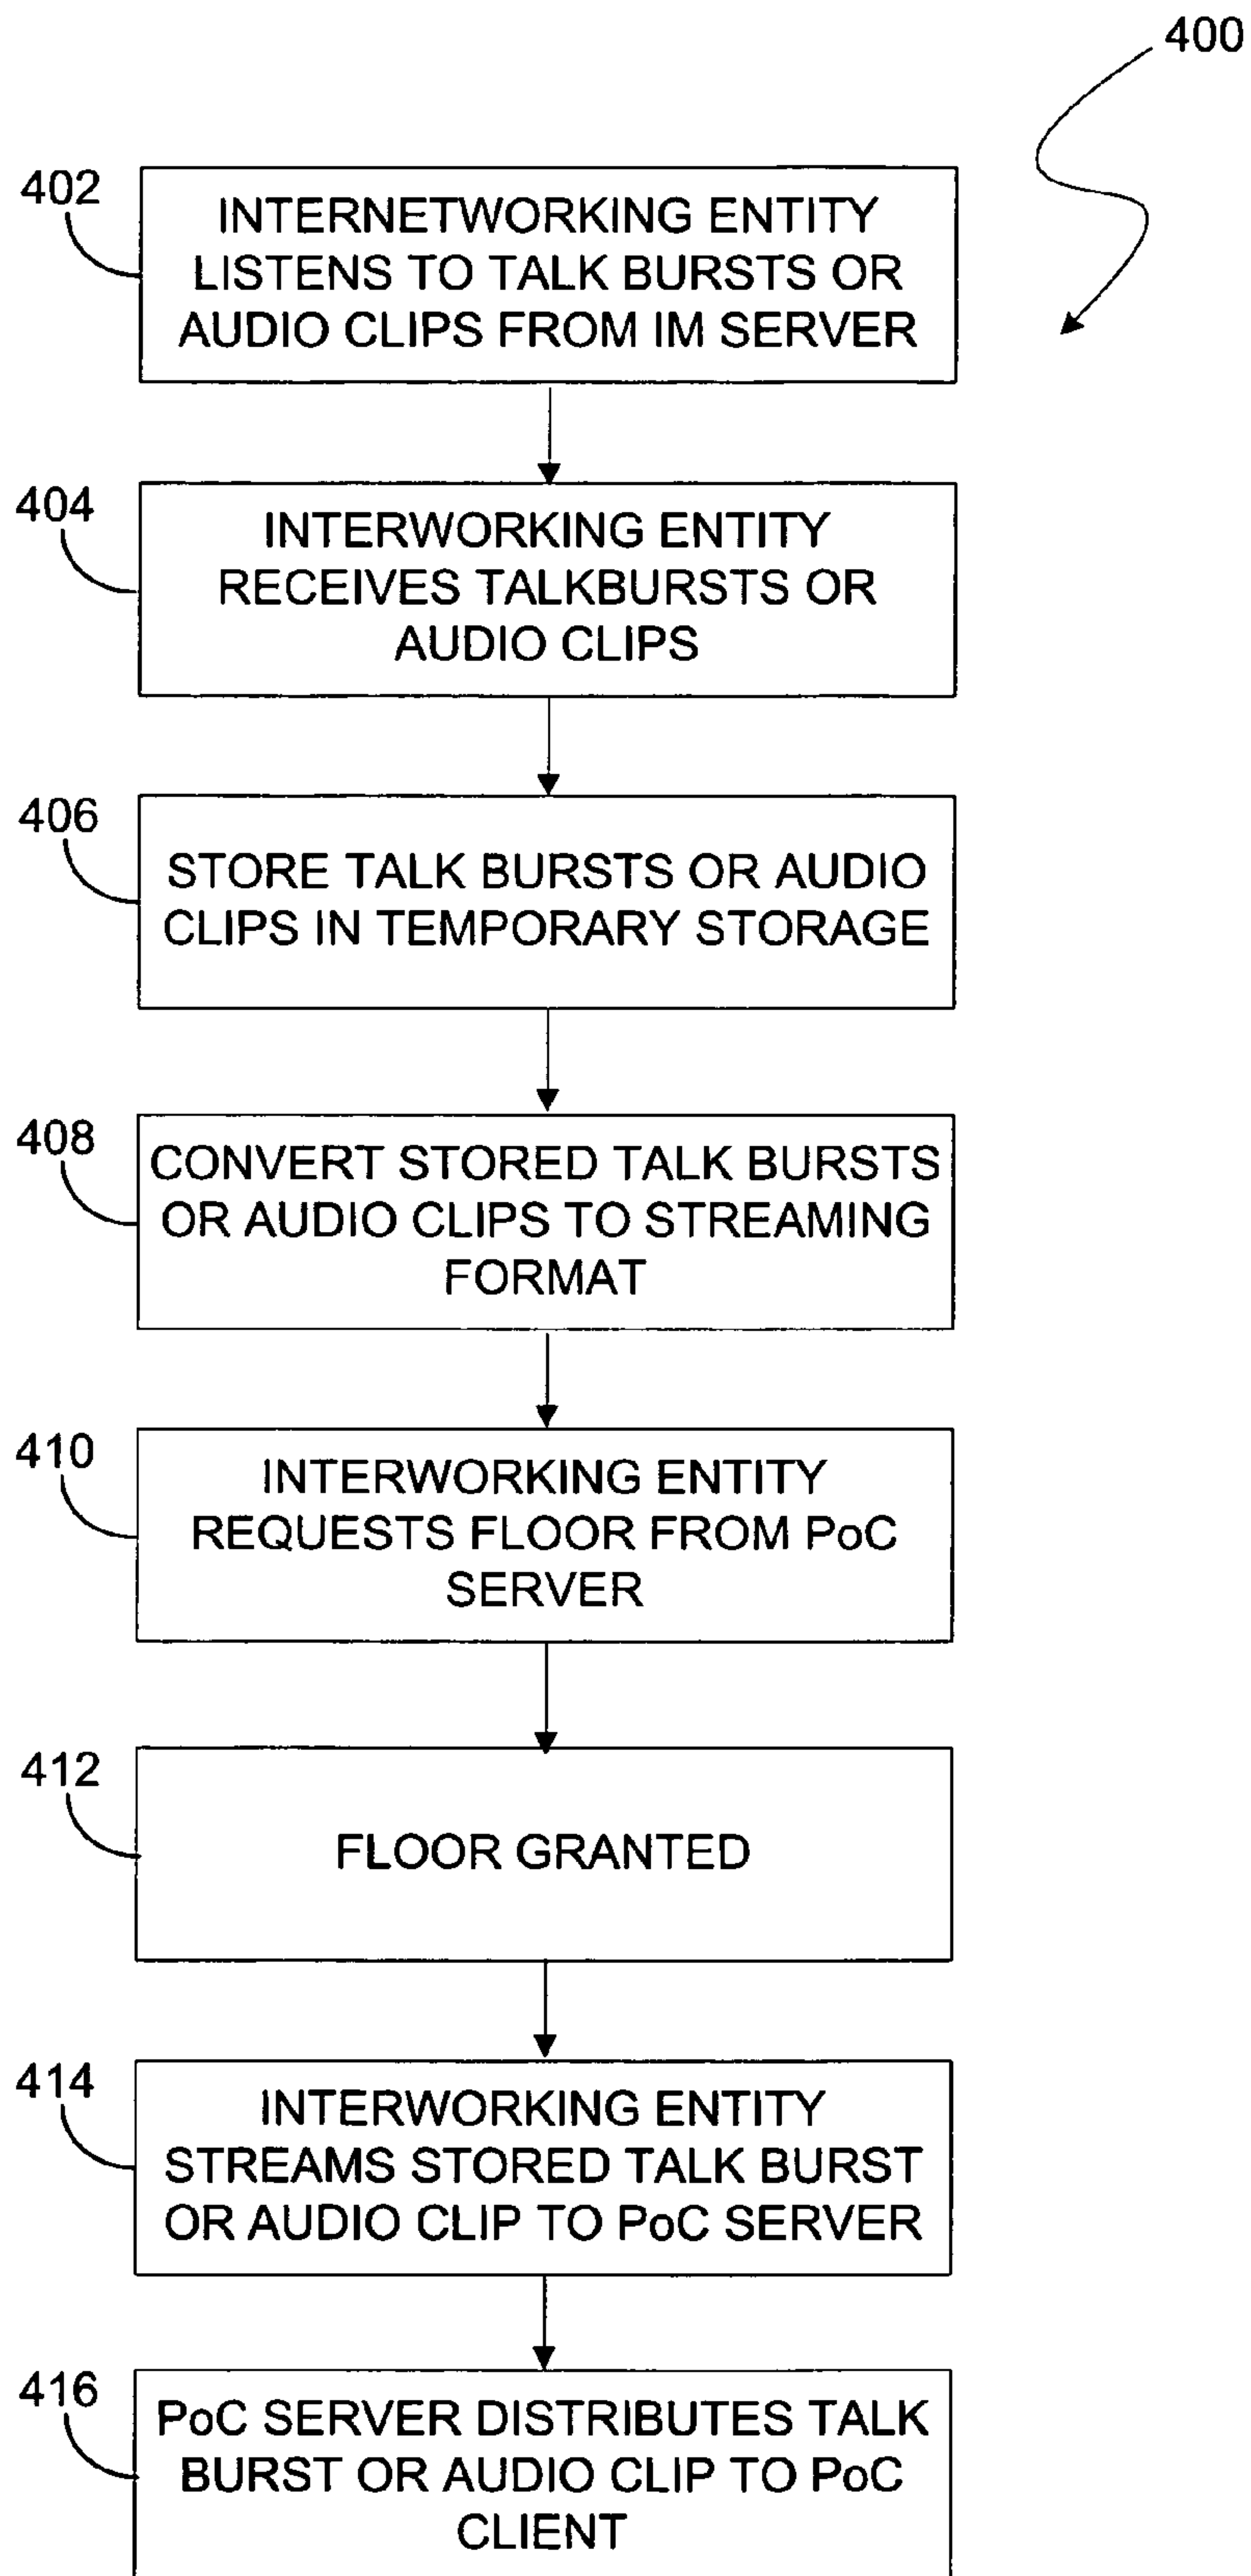 400
402
INTERNETWORKING ENTITY
LISTENS TO TALK BURSTS OR
AUDIO CLIPS FROM IM SERVER
404
INTERWORKING ENTITY
RECEIVES TALKBURSTS OR
AUDIO CLIPS
406
STORE TALK BURSTS OR AUDIO
CLIPS IN TEMPORARY STORAGE
408
CONVERT STORED TALK BURSTS
OR AUDIO CLIPS TO STREAMING
FORMAT
410
INTERWORKING ENTITY
REQUESTS FLOOR FROM PoC
SERVER
412
FLOOR GRANTED
414
INTERWORKING ENTITY
STREAMS STORED TALK BURST
OR AUDIO CLIP TO PoC SERVER
416
PoC SERVER DISTRIBUTES TALK
BURST OR AUDIO CLIP TO PoC
CLIENT